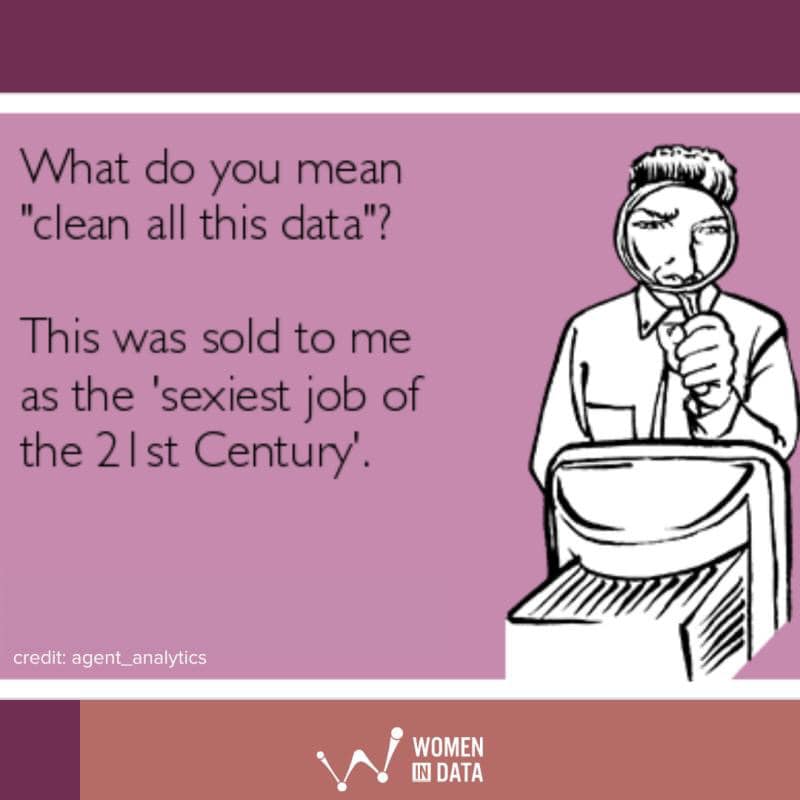 What do you mean
"clean all this data"?
This was sold to me
as the 'sexiest job of
the 21st Century'.
credit: agent_analytics
WOMEN
IN DATA